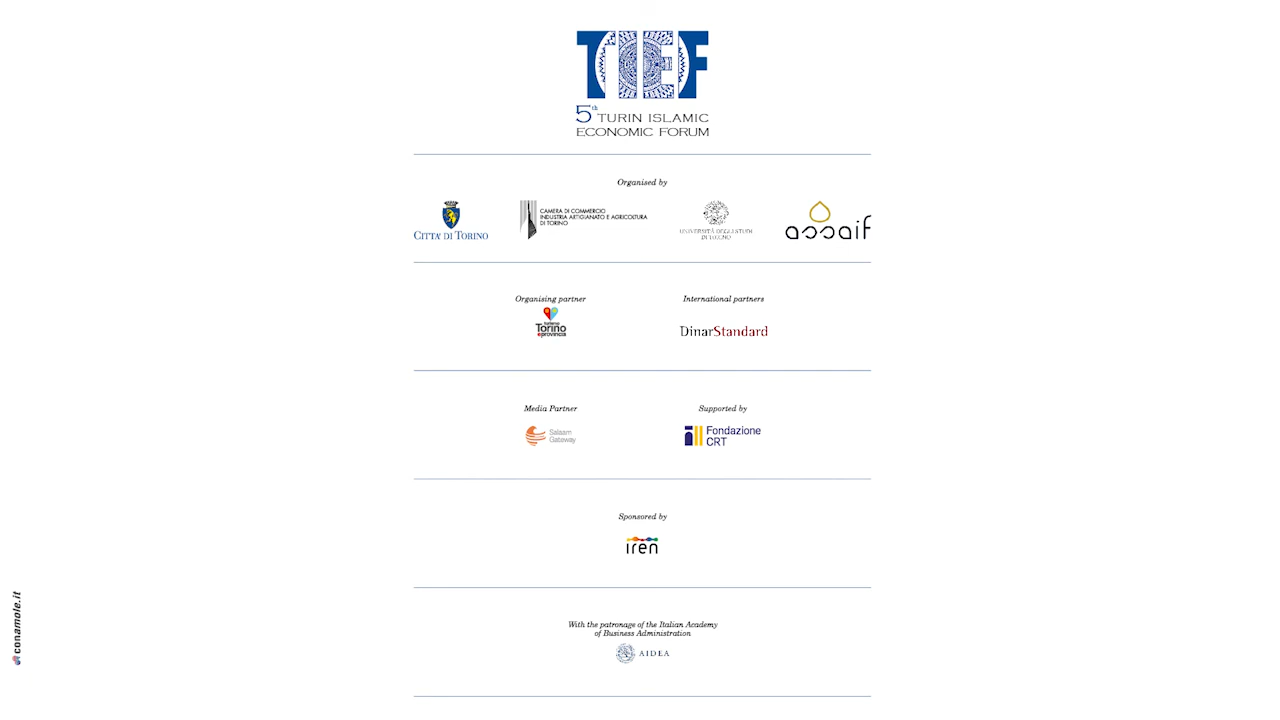 TIEF
5th TURIN ISLAMIC
ECONOMIC FORUM
Organised by
CITTA' DI TORINO
CAMERA DI COMMERCIO
INDUSTRIA ARTIGIANATO E AGRICOLTURA
DI TORINO
UNIVERSITÀ DEGLI STUDI
DI TORINO
assaif
Organising partner
turismo
Torino
e provincia
International partners
DinarStandard
Media Partner
Salaam
Gateway
Supported by
Fondazione
CRT
Sponsored by
iren
With the patronage of the Italian Academy
of Business Administration
AIDEA
conamole.it